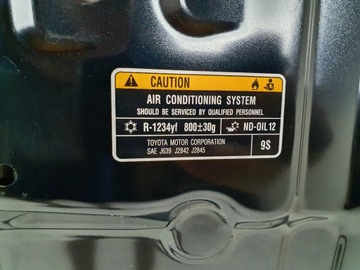 CAUTION
AIR CONDITIONING SYSTEM
SHOULD BE SERVICED BY QUALIFIED PERSONNEL
R-1234yf 800±30g ND-OIL12
TOYOTA MOTOR CORPORATION
SAE J639 J2842 J2845 9S